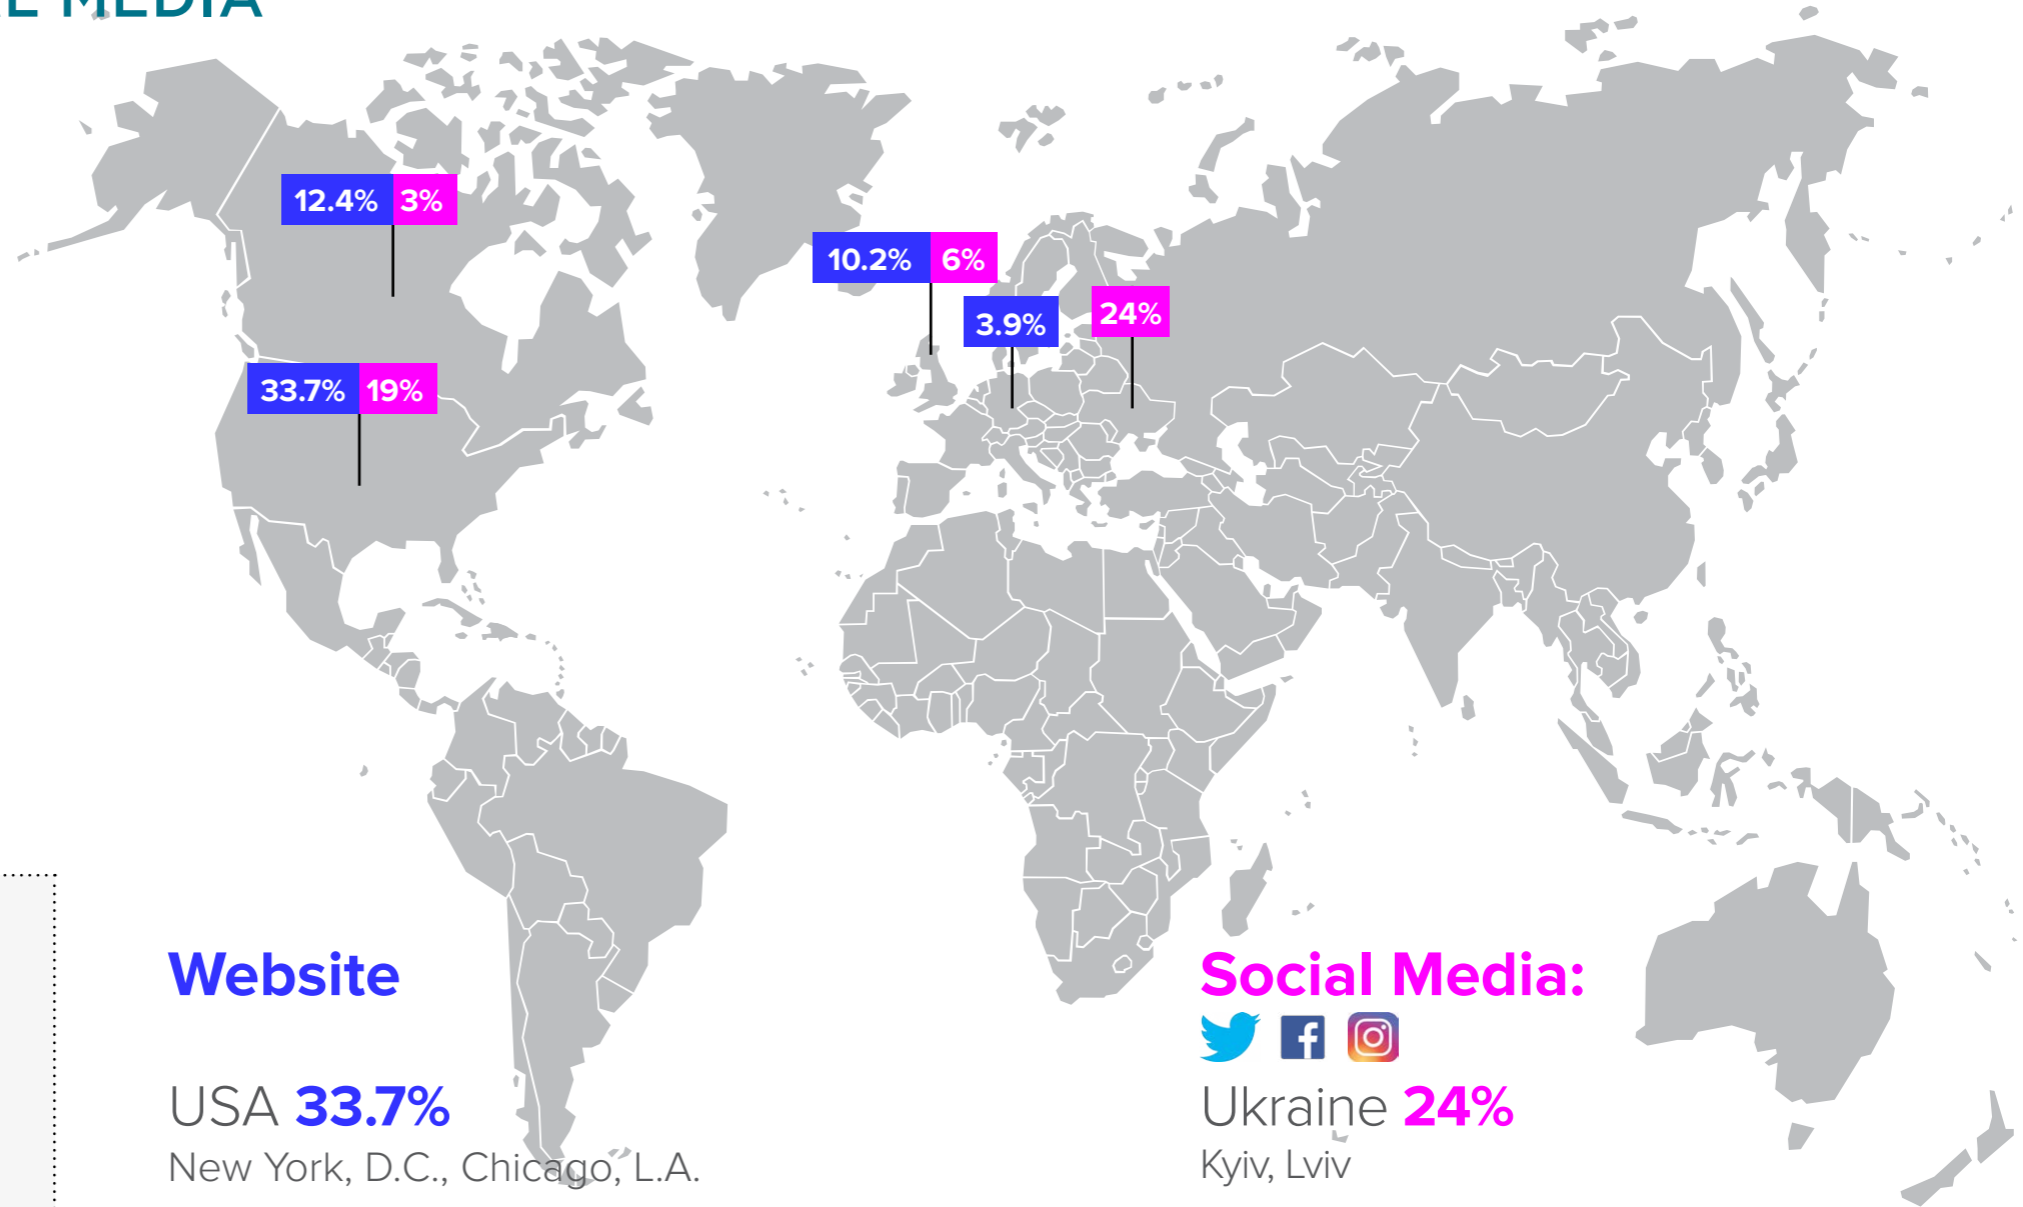 MEDIA
12.4% 3%
10.2% 6%
3.9%
24%
33.7% 19%
Website
USA 33.7%
New York, D.C., Chicago, L.A.
Social Media:
Ukraine 24%
Kyiv, Lviv